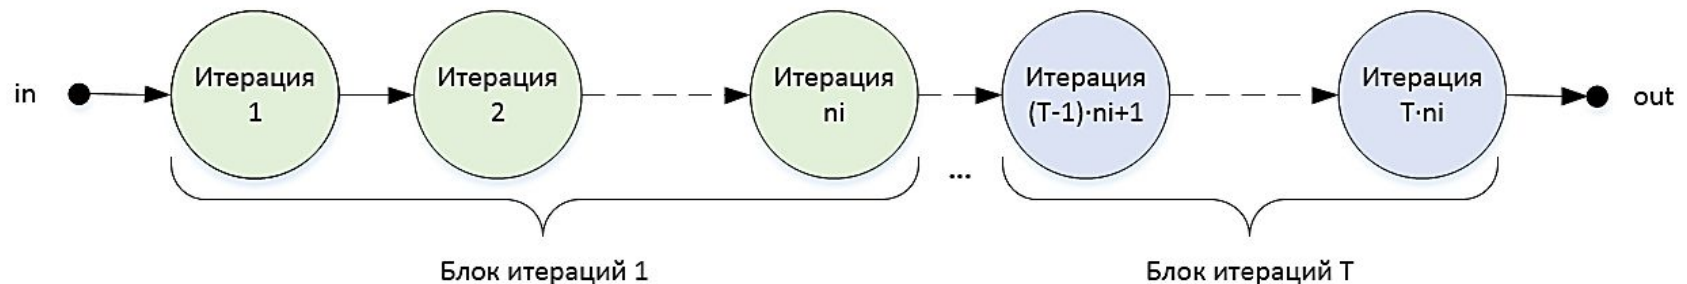 in
Итерация
1
Итерация
2
Итерация
ni
Итерация
(T-1)·ni+1
Итерация
T·ni
out
...
Блок итераций 1
Блок итераций T